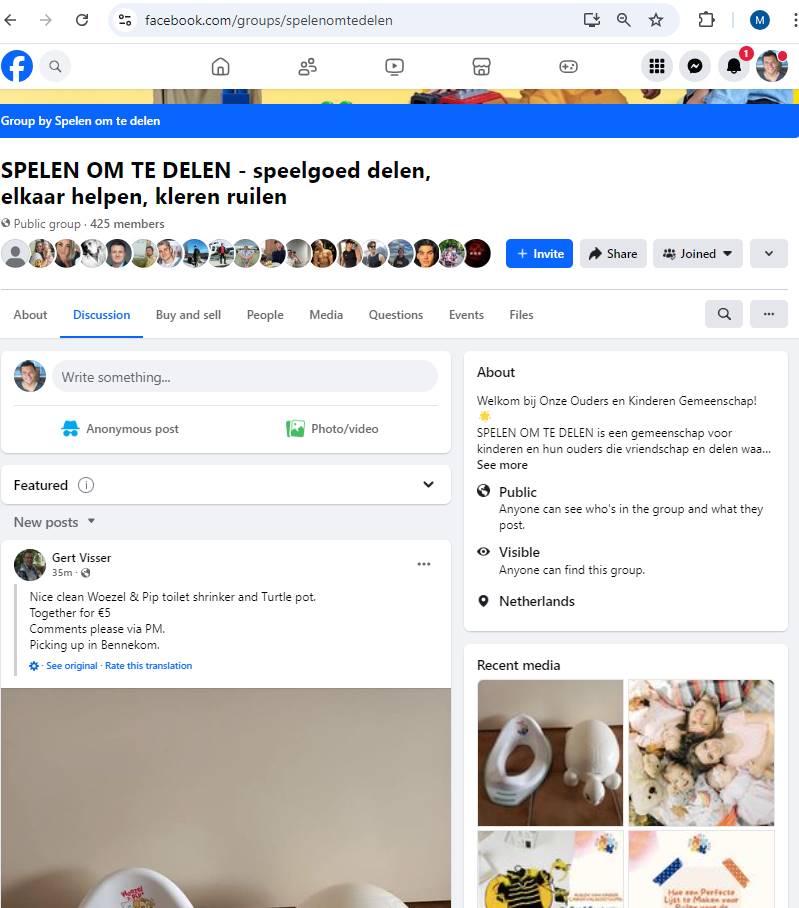 facebook.com/groups/spelenomtedelen
M
1
Group by Spelen om te delen
SPELEN OM TE DELEN - speelgoed delen,
elkaar helpen, kleren ruilen
Public group · 425 members
+ Invite
Share
Joined
About
Discussion
Buy and sell
People
Media
Questions
Events
Files
Write something...
Anonymous post
Photo/video
Featured
New posts
Gert Visser
35m ·
Nice clean Woezel & Pip toilet shrinker and Turtle pot.
Together for €5
Comments please via PM.
Picking up in Bennekom.
· See original · Rate this translation
Woezel
& Pip
About
Welkom bij Onze Ouders en Kinderen Gemeenschap!
🌟
SPELEN OM TE DELEN is een gemeenschap voor
kinderen en hun ouders die vriendschap en delen waa...
See more
Public
Anyone can see who's in the group and what they
post.
Visible
Anyone can find this group.
Netherlands
Recent media
Hoe een Perfecte
Lijst te Maken voor